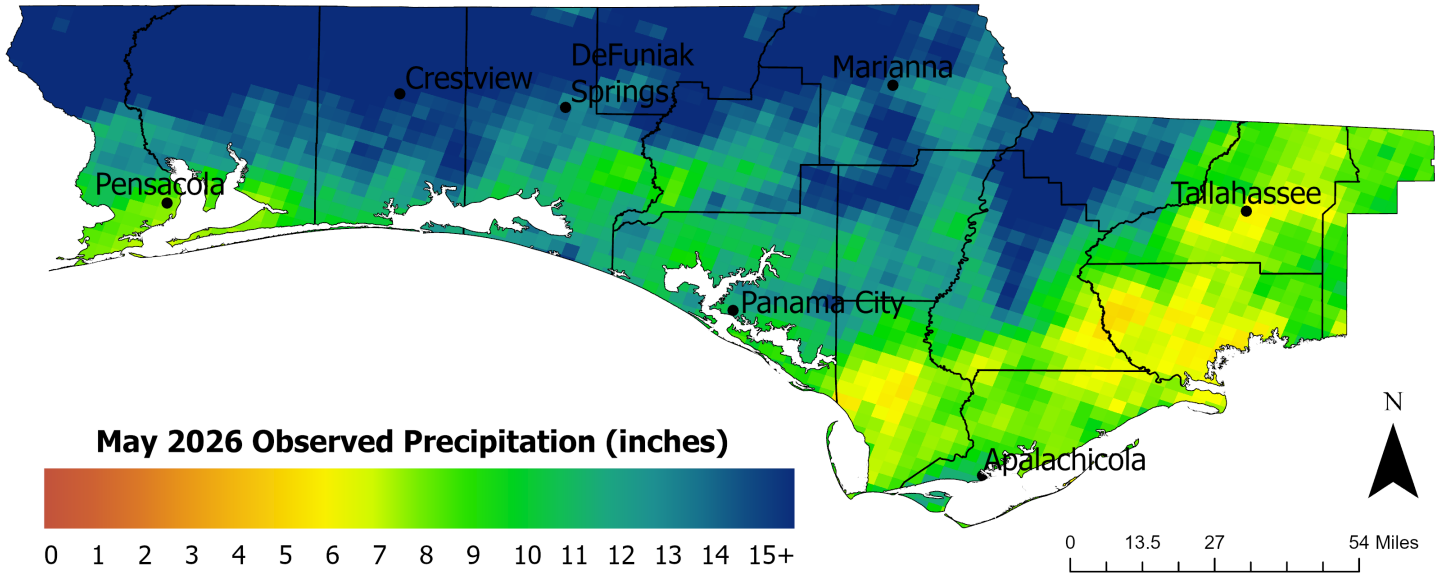 DeFuniak
Springs
Crestview
Marianna
Pensacola
Tallahassee
Panama City
Apalachicola
May 2026 Observed Precipitation (inches)
0 1 2 3 4 5 6 7 8 9 10 11 12 13 14 15+
N
0 13.5 27 54 Miles